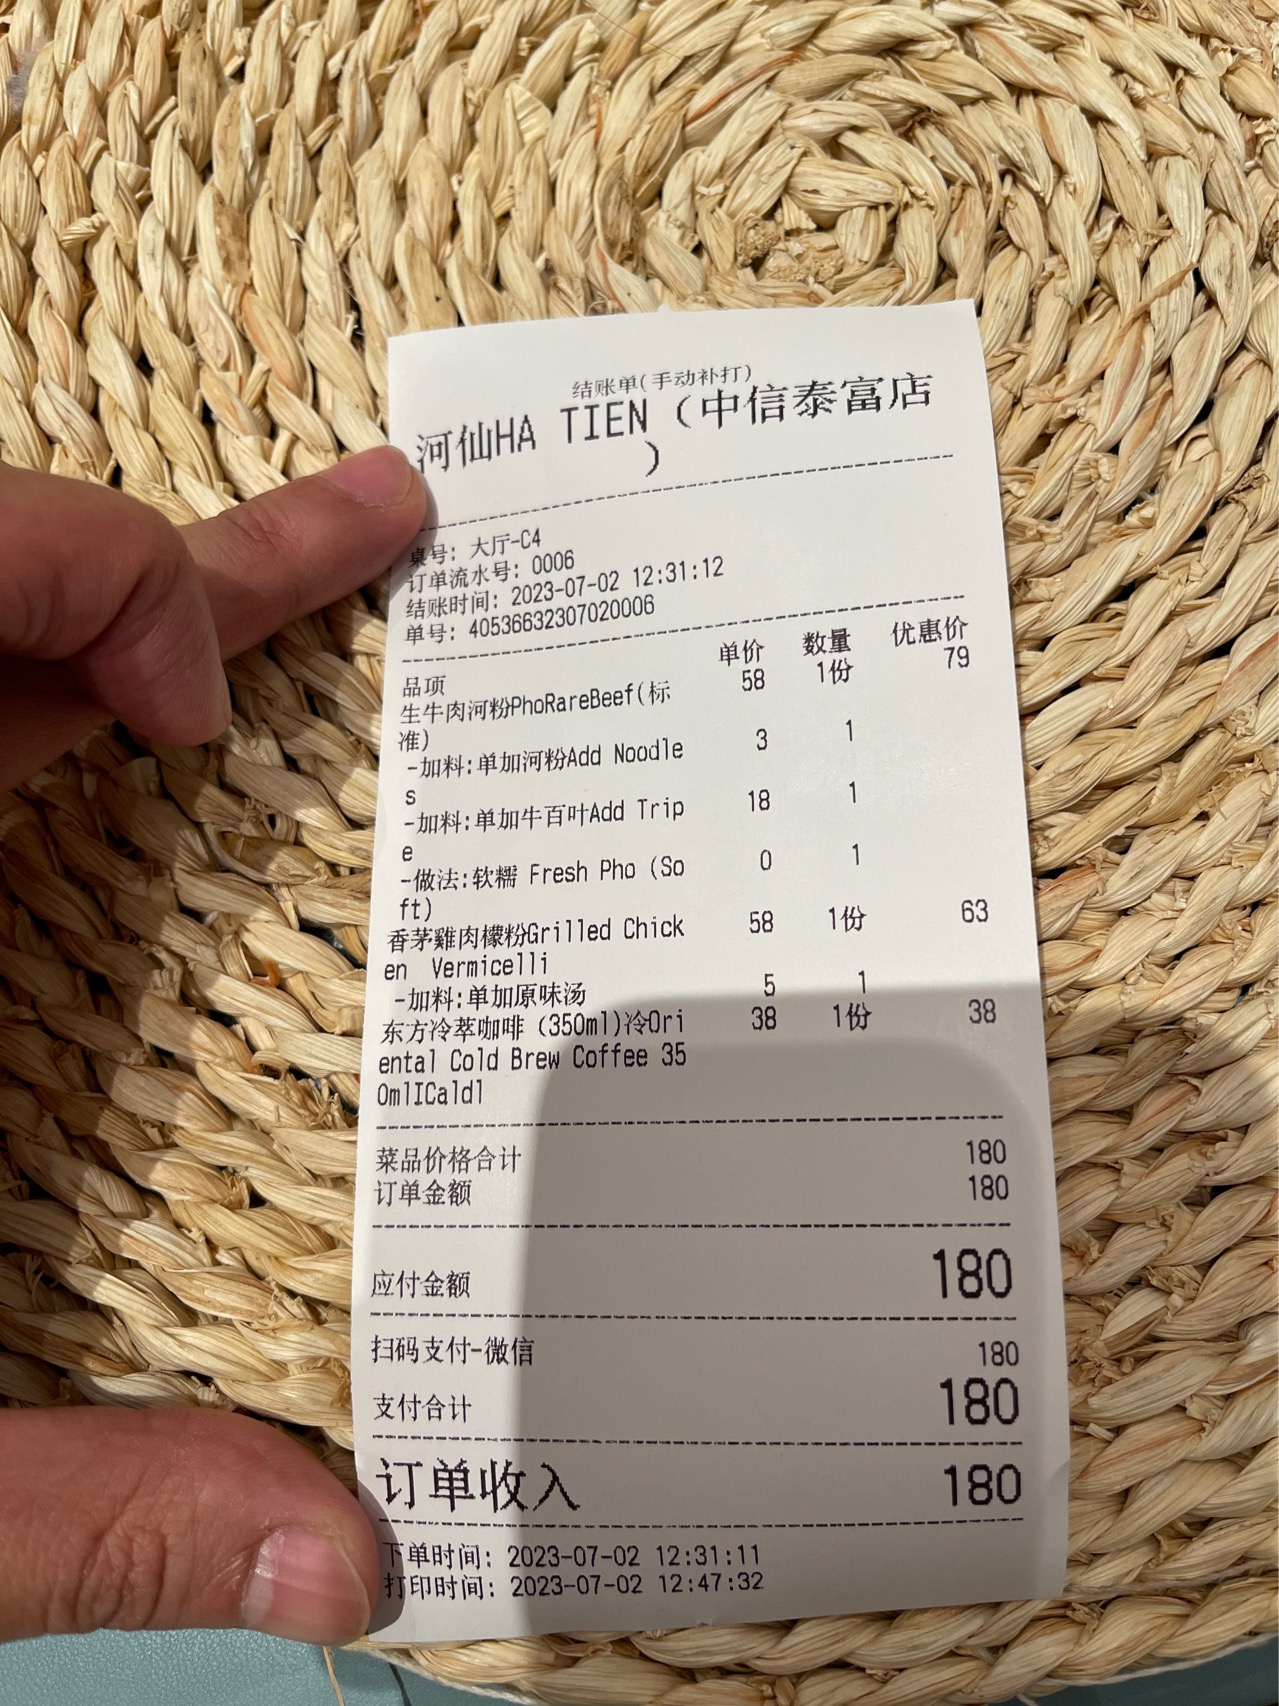 结账单(手动补打)
河仙HA TIEN (中信泰富店
)
桌号: 大厅-C4
订单流水号: 0006
结账时间: 2023-07-02 12:31:12
单号: 40536632307020006
品项 单价 数量 优惠价
生牛肉河粉PhoRareBeef(标 58 1份 79
准)
-加料:单加河粉Add Noodle 3 1
s
-加料:单加牛百叶Add Trip 18 1
e
-做法:软糯 Fresh Pho (So 0 1
ft)
香茅雞肉檬粉Grilled Chick 58 1份 63
en Vermicelli
-加料:单加原味汤 5 1
东方冷萃咖啡 (350ml)冷Ori 38 1份 38
ental Cold Brew Coffee 35
0mlICaldl
菜品价格合计 180
订单金额 180
应付金额 180
扫码支付-微信 180
支付合计 180
订单收入 180
下单时间: 2023-07-02 12:31:11
打印时间: 2023-07-02 12:47:32